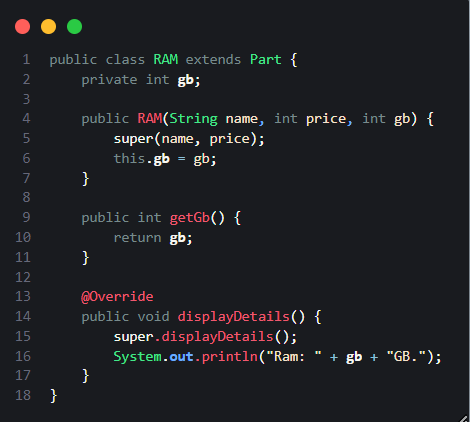 1 public class RAM extends Part {
2     private int gb;
3
4     public RAM(String name, int price, int gb) {
5         super(name, price);
6         this.gb = gb;
7     }
8
9     public int getGb() {
10         return gb;
11     }
12
13     @Override
14     public void displayDetails() {
15         super.displayDetails();
16         System.out.println("Ram: " + gb + "GB.");
17     }
18 }